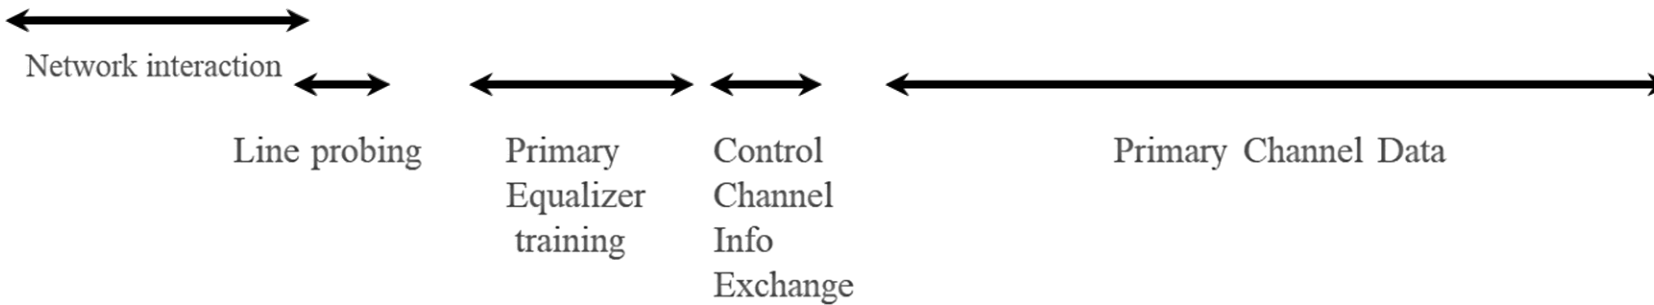 Network interaction
Line probing
Primary
Equalizer
training
Control
Channel
Info
Exchange
Primary Channel Data